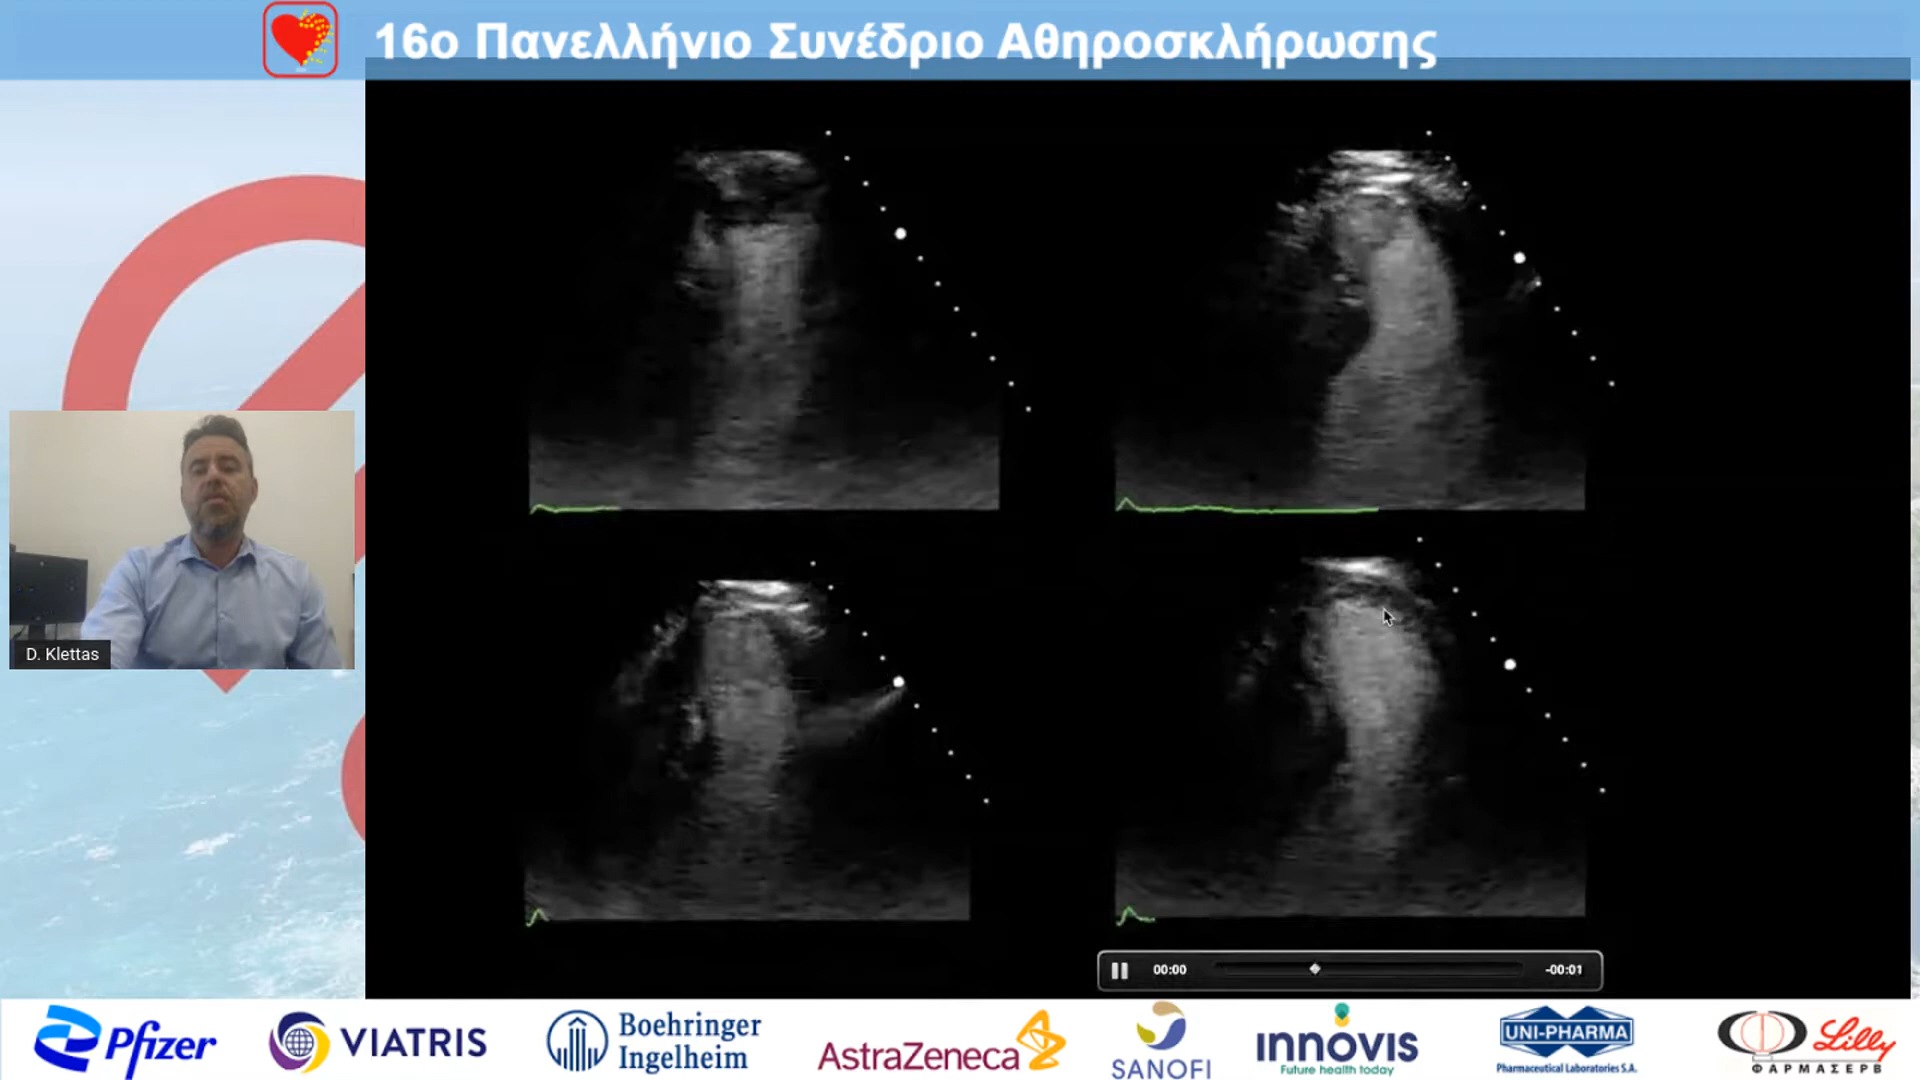 16ο Πανελλήνιο Συνέδριο Αθηροσκλήρωσης
D. Klettas
00:00
-00:01
Pfizer
VIATRIS
Boehringer
Ingelheim
AstraZeneca
SANOFI
innovis
Future health today
UNI-PHARMA
Pharmaceutical Laboratories S.A.
Lilly
ΦΑΡΜΑΣΕΡΒ